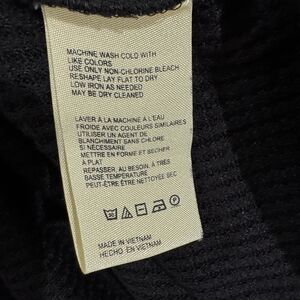 MACHINE WASH COLD WITH
LIKE COLORS
USE ONLY NON-CHLORINE BLEACH
RESHAPE LAY FLAT TO DRY
LOW IRON AS NEEDED
MAY BE DRY CLEANED
LAVER À LA MACHINE À L'EAU
FROIDE AVEC COULEURS SIMILAIRES
UTILISER UN AGENT DE
BLANCHIMENT SANS CHLORE
SI NÉCESSAIRE
METTRE EN FORME ET SÉCHER
À PLAT
REPASSER, AU BESOIN, À TRÈS
BASSE TEMPÉRATURE
PEUT-ÊTRE ÊTRE NETTOYÉE SEC
MADE IN VIETNAM
HECHO EN VIETNAM